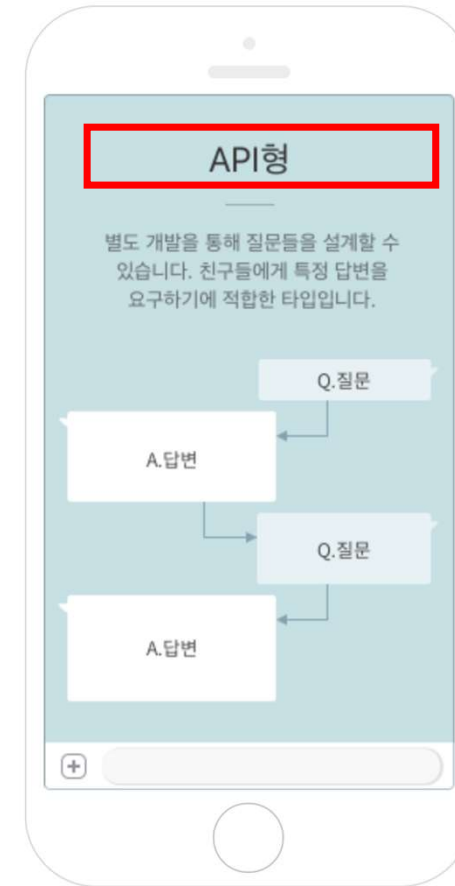 API형
별도 개발을 통해 질문들을 설계할 수
있습니다. 친구들에게 특정 답변을
요구하기에 적합한 타입입니다.
Q.질문
A.답변
Q.질문
A.답변